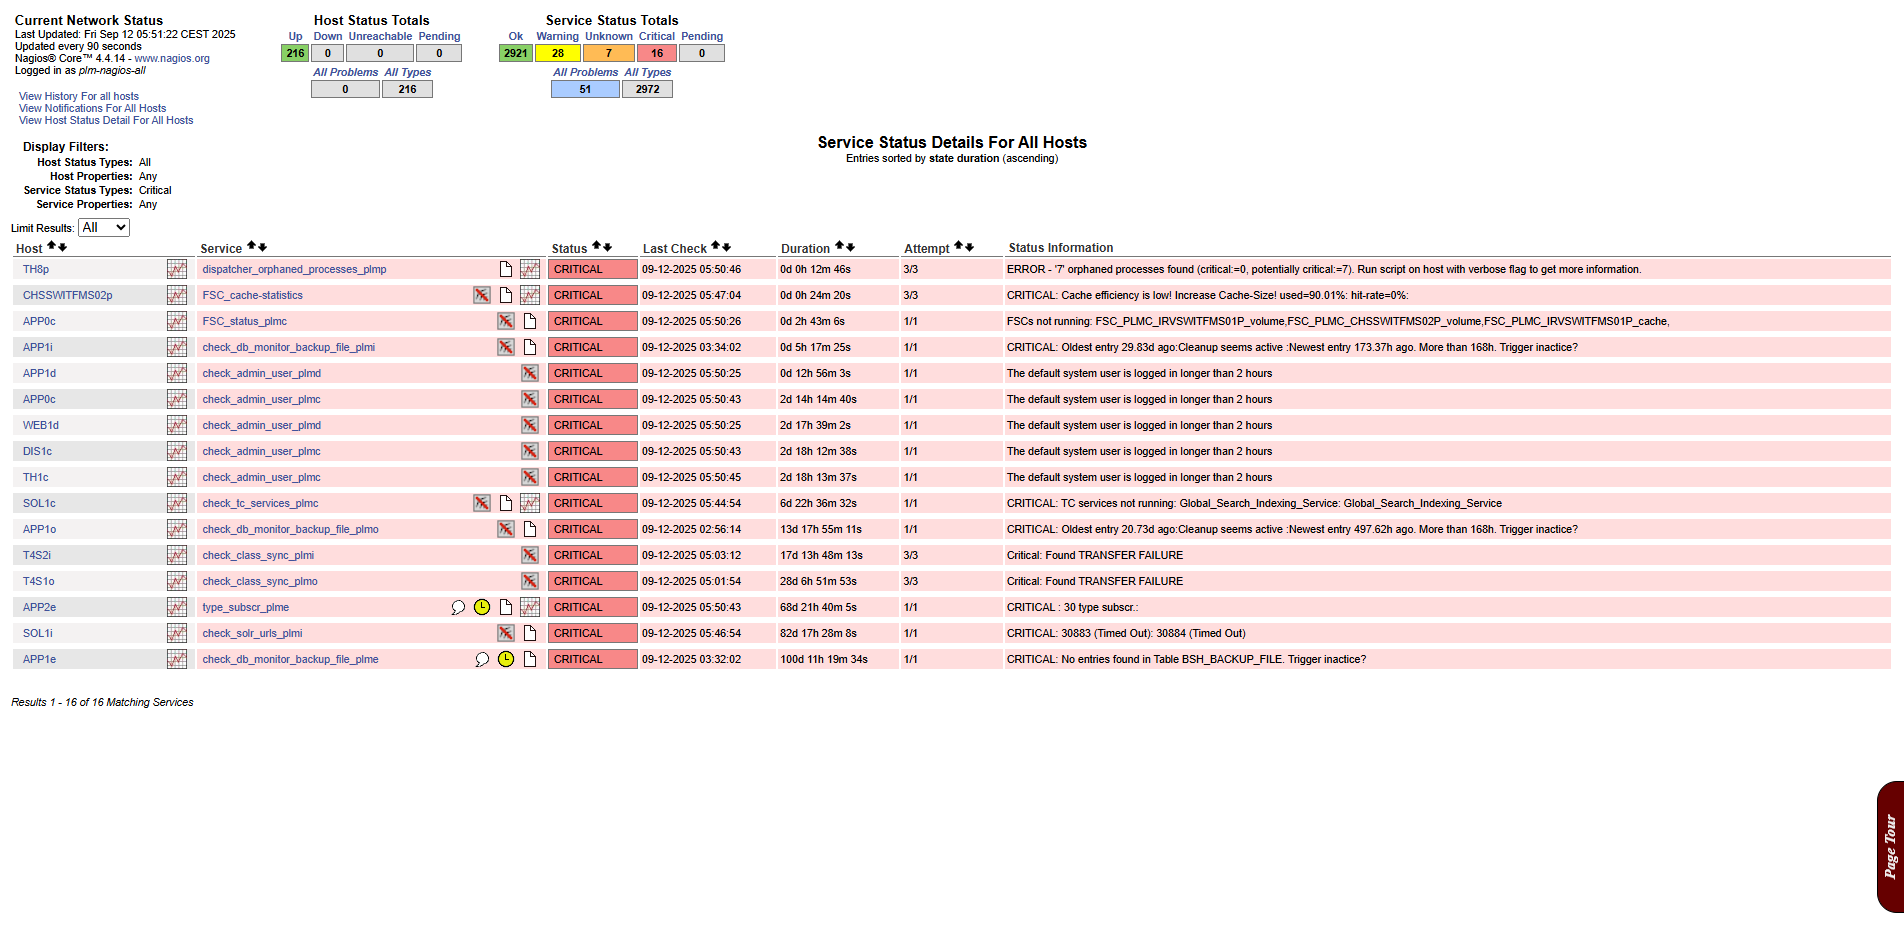 Current Network Status
Last Updated: Fri Sep 12 05:51:22 CEST 2025
Updated every 90 seconds
Nagios® Core™ 4.4.14 - www.nagios.org
Logged in as plm-nagios-all
View History For all hosts
View Notifications For All Hosts
View Host Status Detail For All Hosts
Host Status Totals
Up Down Unreachable Pending
216 0 0 0
All Problems All Types
0 216
Service Status Totals
Ok Warning Unknown Critical Pending
2921 28 7 16 0
All Problems All Types
51 2972
Display Filters:
Host Status Types: All
Host Properties: Any
Service Status Types: Critical
Service Properties: Any
Service Status Details For All Hosts
Entries sorted by state duration (ascending)
Limit Results: All
Host Service Status Last Check Duration Attempt Status Information
TH8p dispatcher_orphaned_processes_plmp CRITICAL 09-12-2025 05:50:46 0d 0h 12m 46s 3/3 ERROR - '7' orphaned processes found (critical:=0, potentially critical:=7). Run script on host with verbose flag to get more information.
CHSSWITFMS02p FSC_cache-statistics CRITICAL 09-12-2025 05:47:04 0d 0h 24m 20s 3/3 CRITICAL: Cache efficiency is low! Increase Cache-Size! used=90.01%: hit-rate=0%:
APP0c FSC_status_plmc CRITICAL 09-12-2025 05:50:26 0d 2h 43m 6s 1/1 FSCs not running: FSC_PLMC_IRVSWITFMS01P_volume,FSC_PLMC_CHSSWITFMS02P_volume,FSC_PLMC_IRVSWITFMS01P_cache,
APP1i check_db_monitor_backup_file_plmi CRITICAL 09-12-2025 03:34:02 0d 5h 17m 25s 1/1 CRITICAL: Oldest entry 29.83d ago:Cleanup seems active :Newest entry 173.37h ago. More than 168h. Trigger inactice?
APP1d check_admin_user_plmd CRITICAL 09-12-2025 05:50:25 0d 12h 56m 3s 1/1 The default system user is logged in longer than 2 hours
APP0c check_admin_user_plmc CRITICAL 09-12-2025 05:50:43 2d 14h 14m 40s 1/1 The default system user is logged in longer than 2 hours
WEB1d check_admin_user_plmd CRITICAL 09-12-2025 05:50:25 2d 17h 39m 2s 1/1 The default system user is logged in longer than 2 hours
DIS1c check_admin_user_plmc CRITICAL 09-12-2025 05:50:43 2d 18h 12m 38s 1/1 The default system user is logged in longer than 2 hours
TH1c check_admin_user_plmc CRITICAL 09-12-2025 05:50:45 2d 18h 13m 37s 1/1 The default system user is logged in longer than 2 hours
SOL1c check_tc_services_plmc CRITICAL 09-12-2025 05:44:54 6d 22h 36m 32s 1/1 CRITICAL: TC services not running: Global_Search_Indexing_Service: Global_Search_Indexing_Service
APP1o check_db_monitor_backup_file_plmo CRITICAL 09-12-2025 02:56:14 13d 17h 55m 11s 1/1 CRITICAL: Oldest entry 20.73d ago:Cleanup seems active :Newest entry 497.62h ago. More than 168h. Trigger inactice?
T4S2i check_class_sync_plmi CRITICAL 09-12-2025 05:03:12 17d 13h 48m 13s 3/3 Critical: Found TRANSFER FAILURE
T4S1o check_class_sync_plmo CRITICAL 09-12-2025 05:01:54 28d 6h 51m 53s 3/3 Critical: Found TRANSFER FAILURE
APP2e type_subscr_plme CRITICAL 09-12-2025 05:50:43 68d 21h 40m 5s 1/1 CRITICAL : 30 type subscr.:
SOL1i check_solr_urls_plmi CRITICAL 09-12-2025 05:46:54 82d 17h 28m 8s 1/1 CRITICAL: 30883 (Timed Out): 30884 (Timed Out)
APP1e check_db_monitor_backup_file_plme CRITICAL 09-12-2025 03:32:02 100d 11h 19m 34s 1/1 CRITICAL: No entries found in Table BSH_BACKUP_FILE. Trigger inactice?
Results 1 - 16 of 16 Matching Services
Page Tour